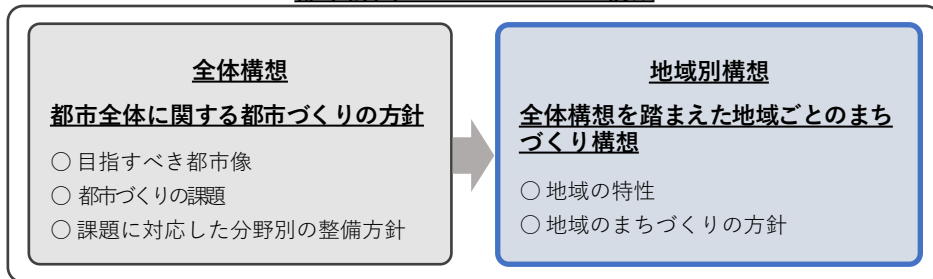 全体構想
都市全体に関する都市づくりの方針
○ 目指すべき都市像
○ 都市づくりの課題
○ 課題に対応した分野別の整備方針
地域別構想
全体構想を踏まえた地域ごとのまち
づくり構想
○ 地域の特性
○ 地域のまちづくりの方針